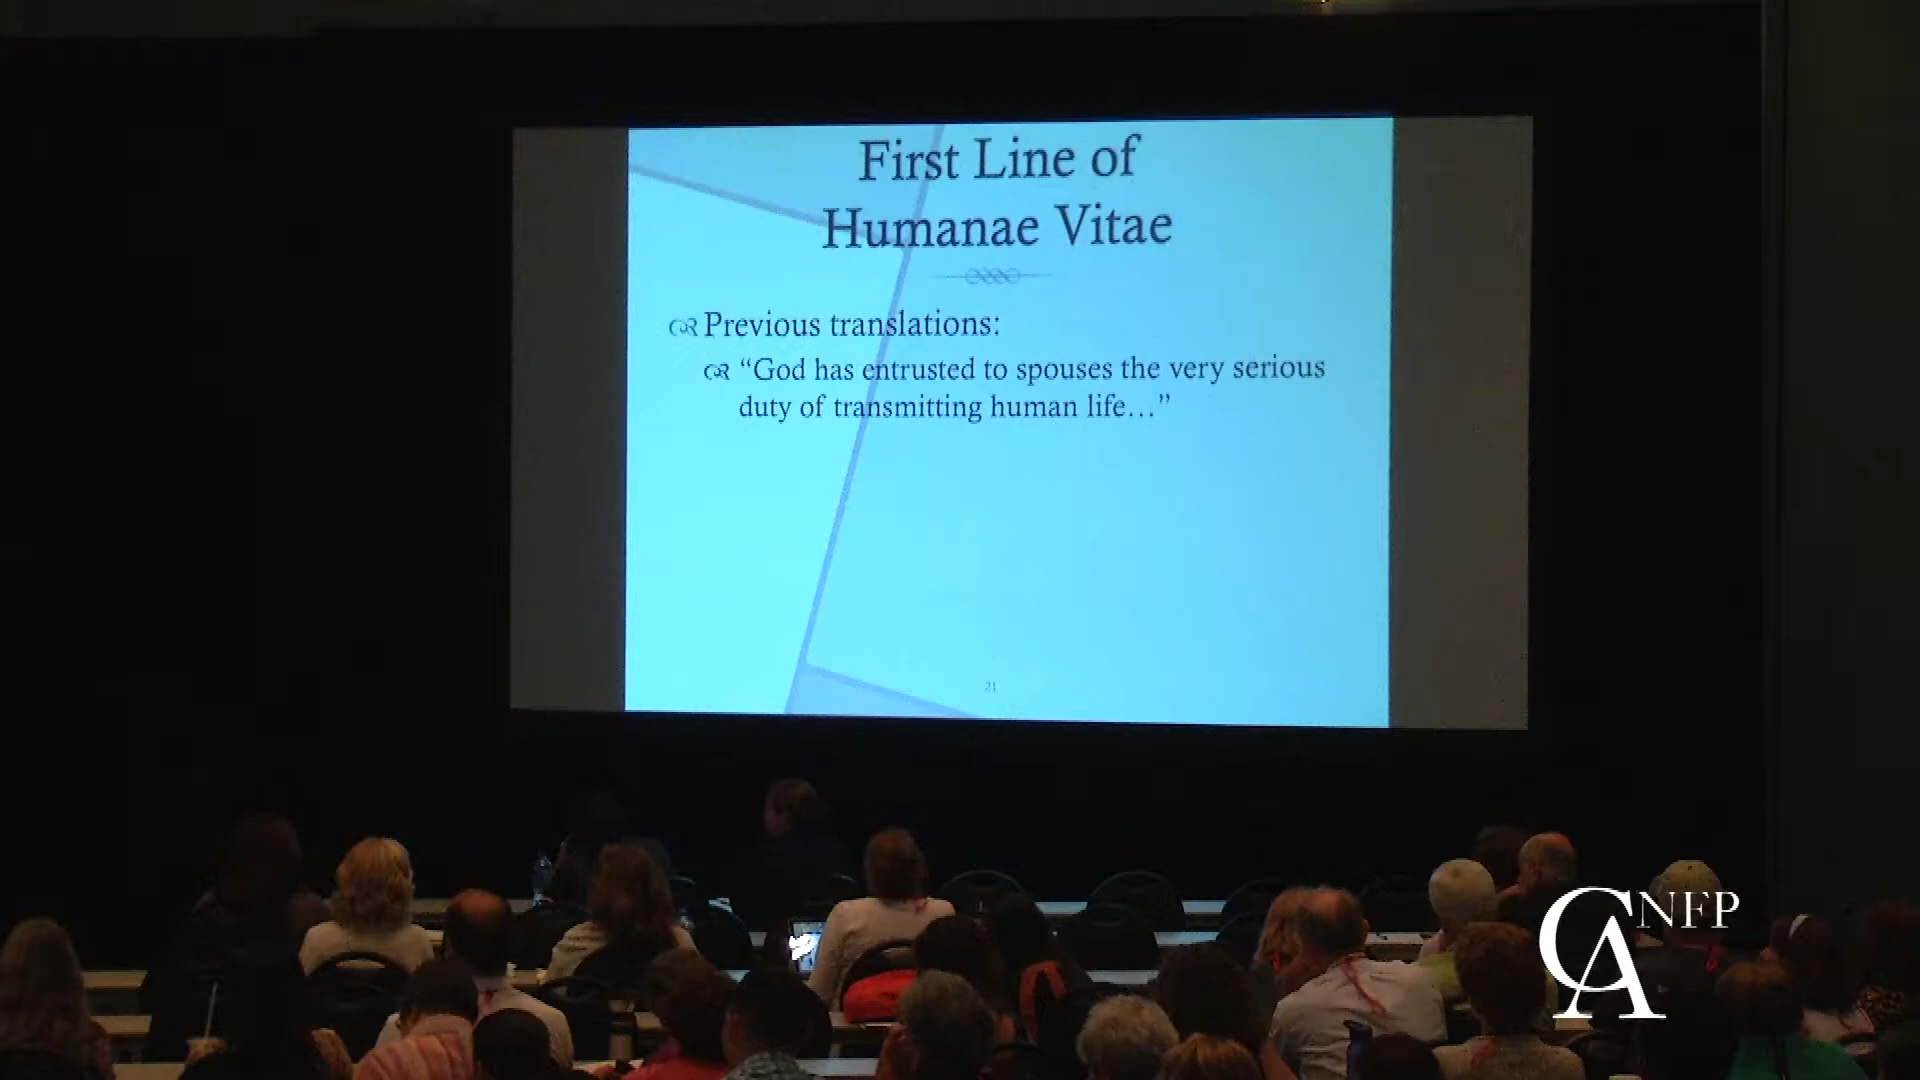 First Line of
Humanae Vitae
Previous translations:
“God has entrusted to spouses the very serious
duty of transmitting human life…”
21
CA NFP